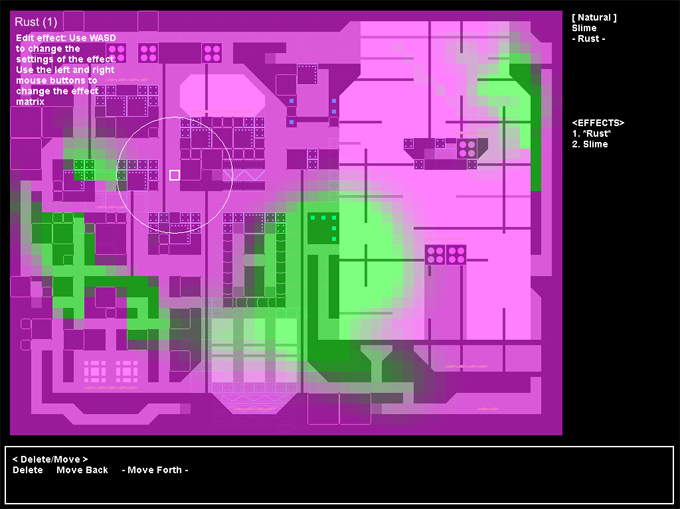 Rust (1)
Edit effect: Use WASD
to change the
settings of the effect.
Use the left and right
mouse buttons to
change the effect
matrix
[ Natural ]
Slime
- Rust -
<EFFECTS>
1. *Rust*
2. Slime
< Delete/Move >
Delete Move Back - Move Forth -